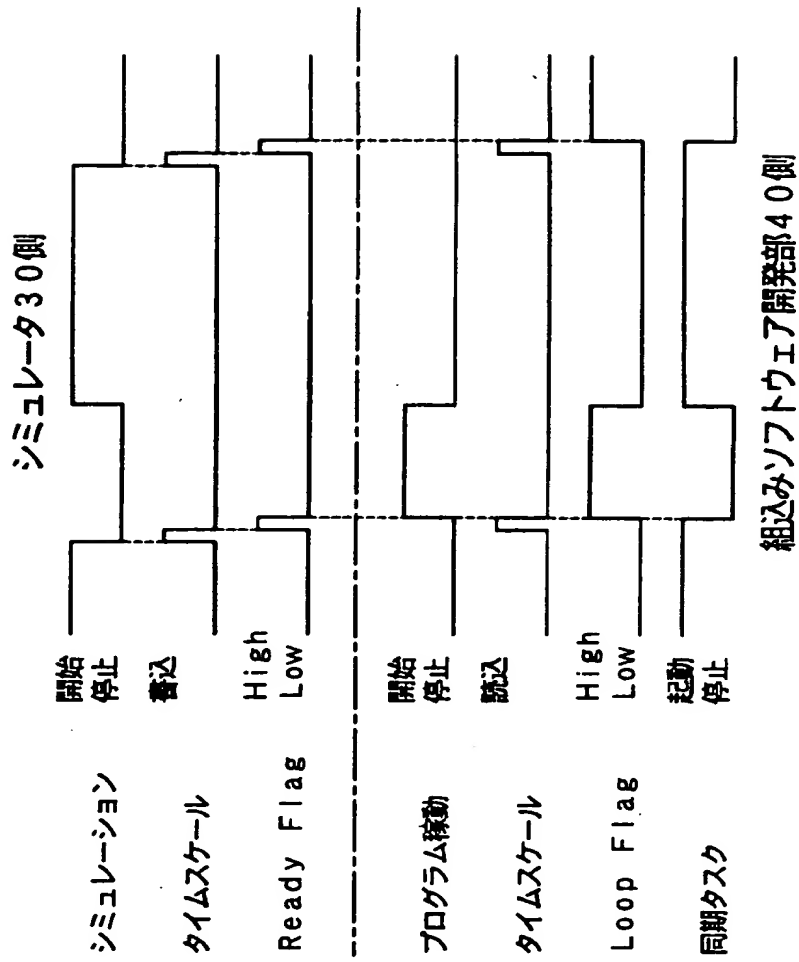 シミュレータ30側
シミュレーション
開始
停止
タイムスケール
書込
Ready Flag
High
Low
プログラム稼動
開始
停止
タイムスケール
読込
Loop Flag
High
Low
同期タスク
起動
停止
組込みソフトウェア開発部40側